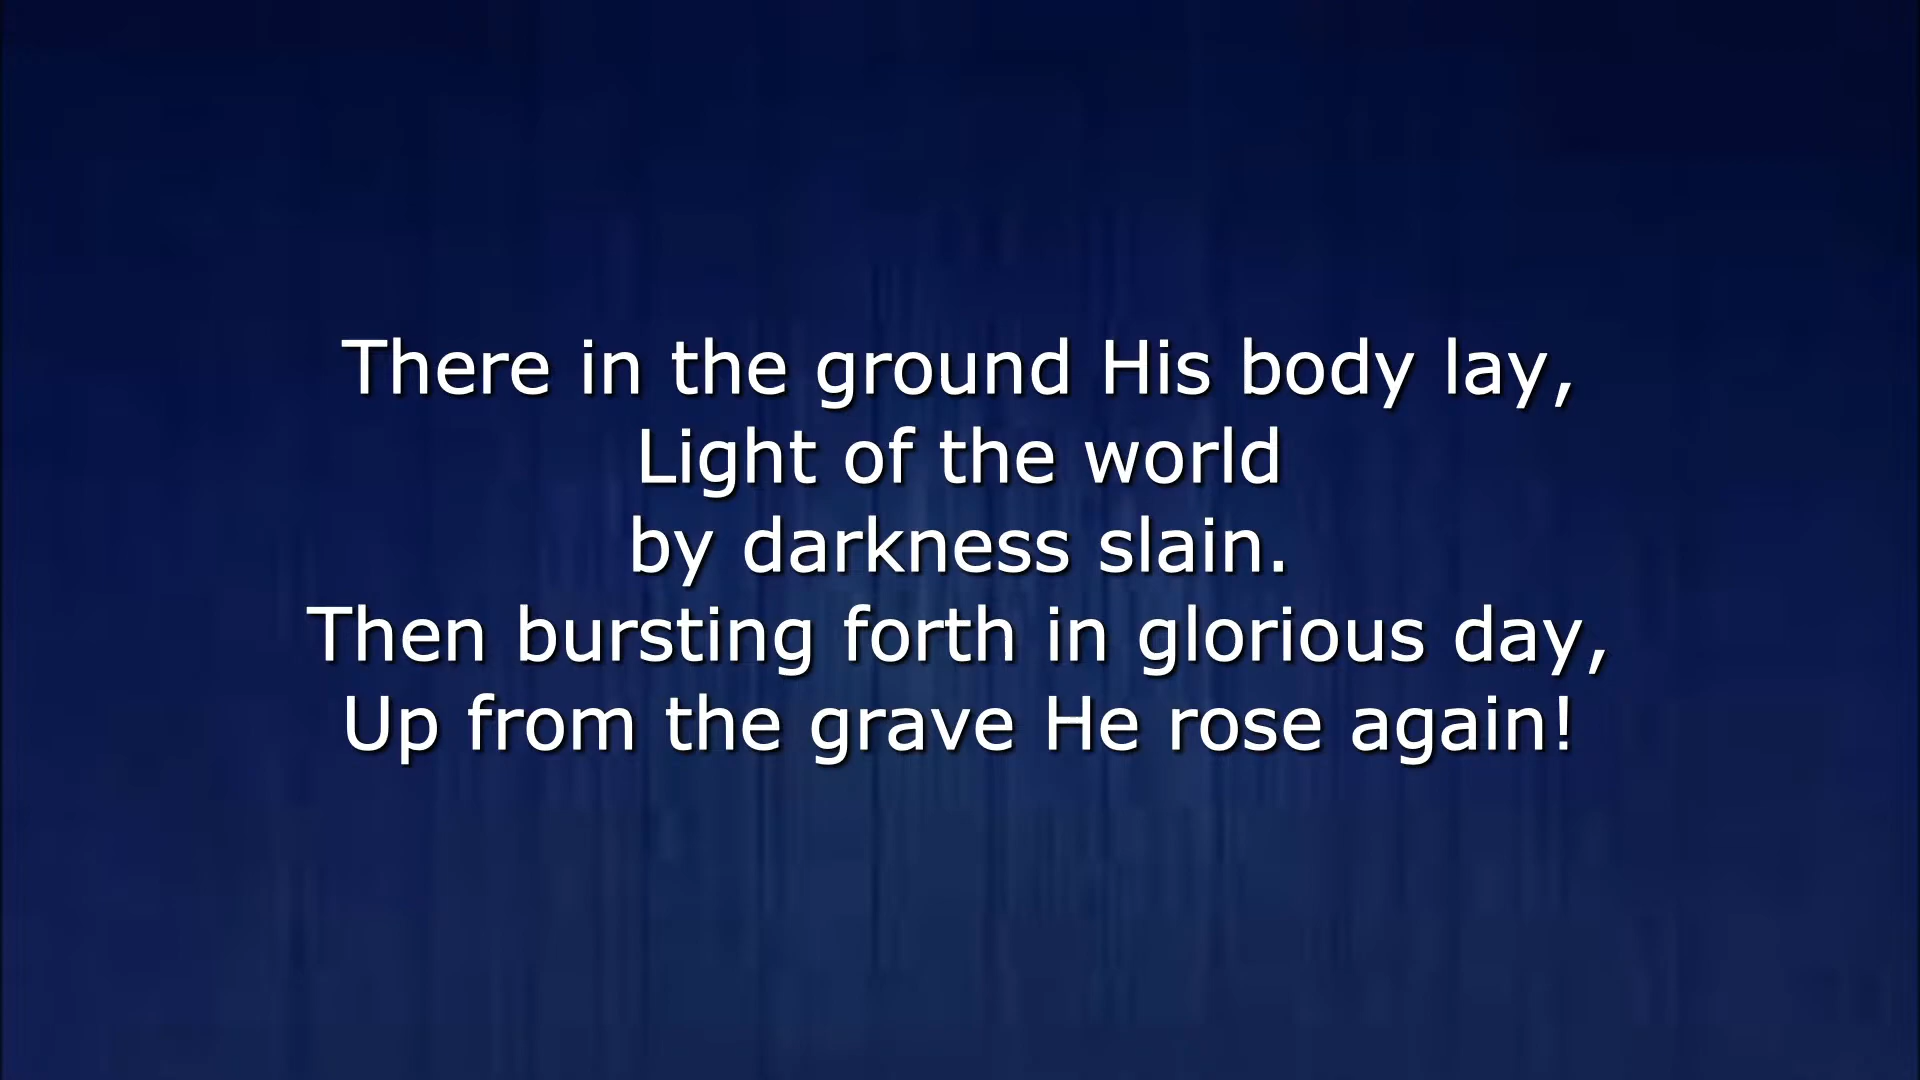 There in the ground His body lay,
Light of the world
by darkness slain.
Then bursting forth in glorious day,
Up from the grave He rose again!